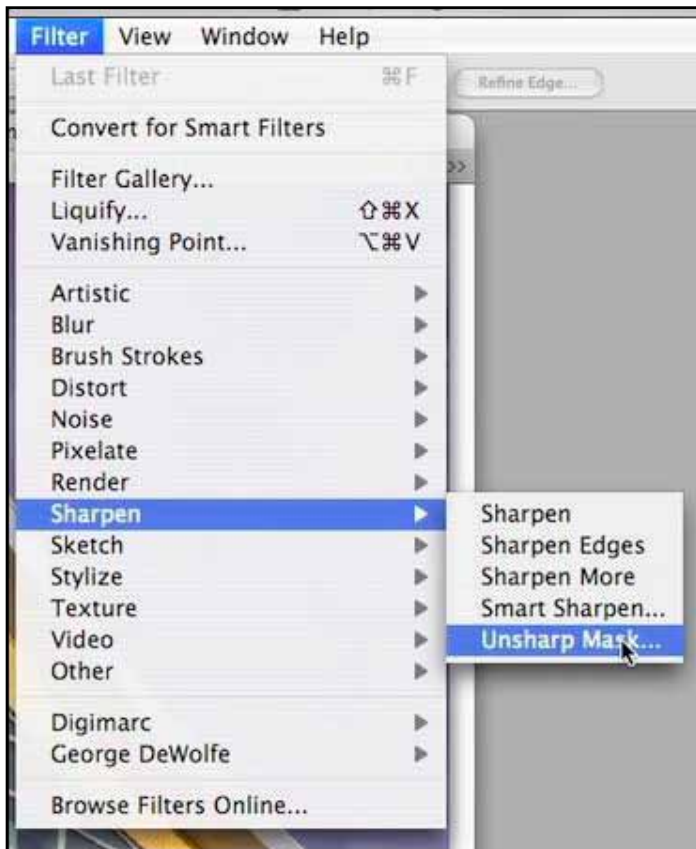 Filter View Window Help
Last Filter ⌘F
Refine Edge...
Convert for Smart Filters
>>
Filter Gallery...
Liquify... ⇧⌘X
Vanishing Point... ⌥⌘V
Artistic
Blur
Brush Strokes
Distort
Noise
Pixelate
Render
Sharpen
Sharpen
Sketch
Sharpen Edges
Stylize
Sharpen More
Texture
Smart Sharpen...
Video
Unsharp Mask...
Other
Digimarc
George DeWolfe
Browse Filters Online...